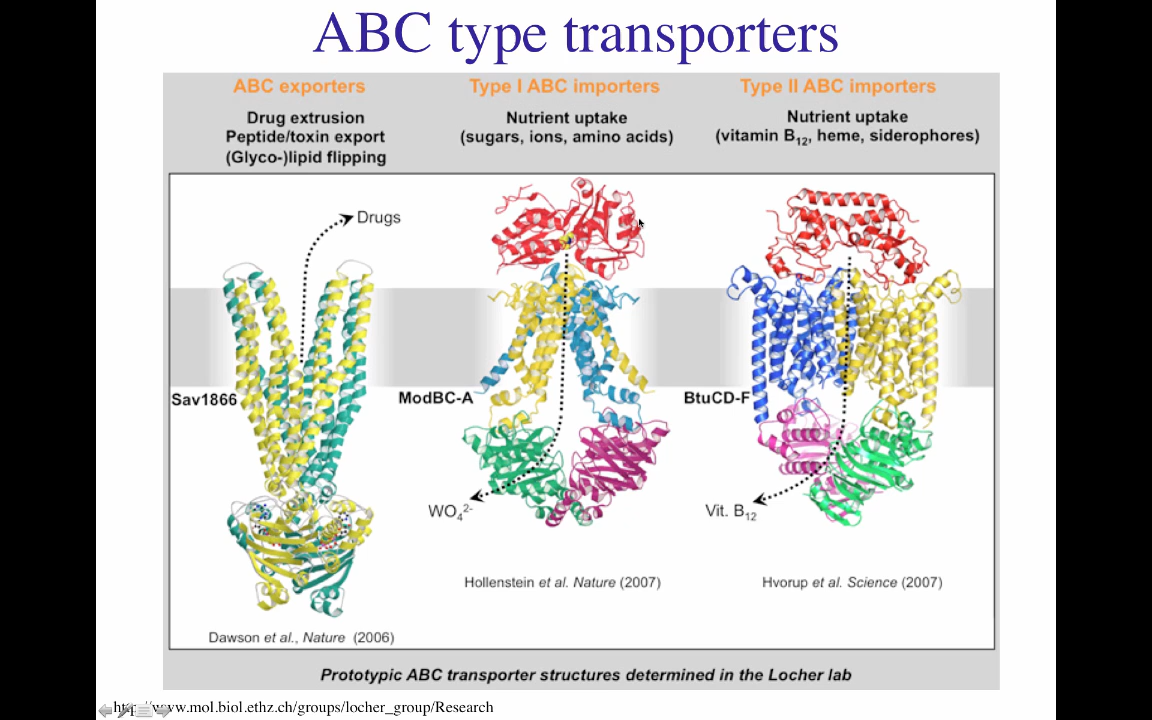 ABC type transporters
ABC exporters
Drug extrusion
Peptide/toxin export
(Glyco-)lipid flipping
Type I ABC importers
Nutrient uptake
(sugars, ions, amino acids)
Type II ABC importers
Nutrient uptake
(vitamin B12, heme, siderophores)
Drugs
Sav1866
ModBC-A
BtuCD-F
WO4 2-
Vit. B12
Hollenstein et al. Nature (2007)
Hvorup et al. Science (2007)
Dawson et al., Nature (2006)
Prototypic ABC transporter structures determined in the Locher lab
http://www.mol.biol.ethz.ch/groups/locher_group/Research